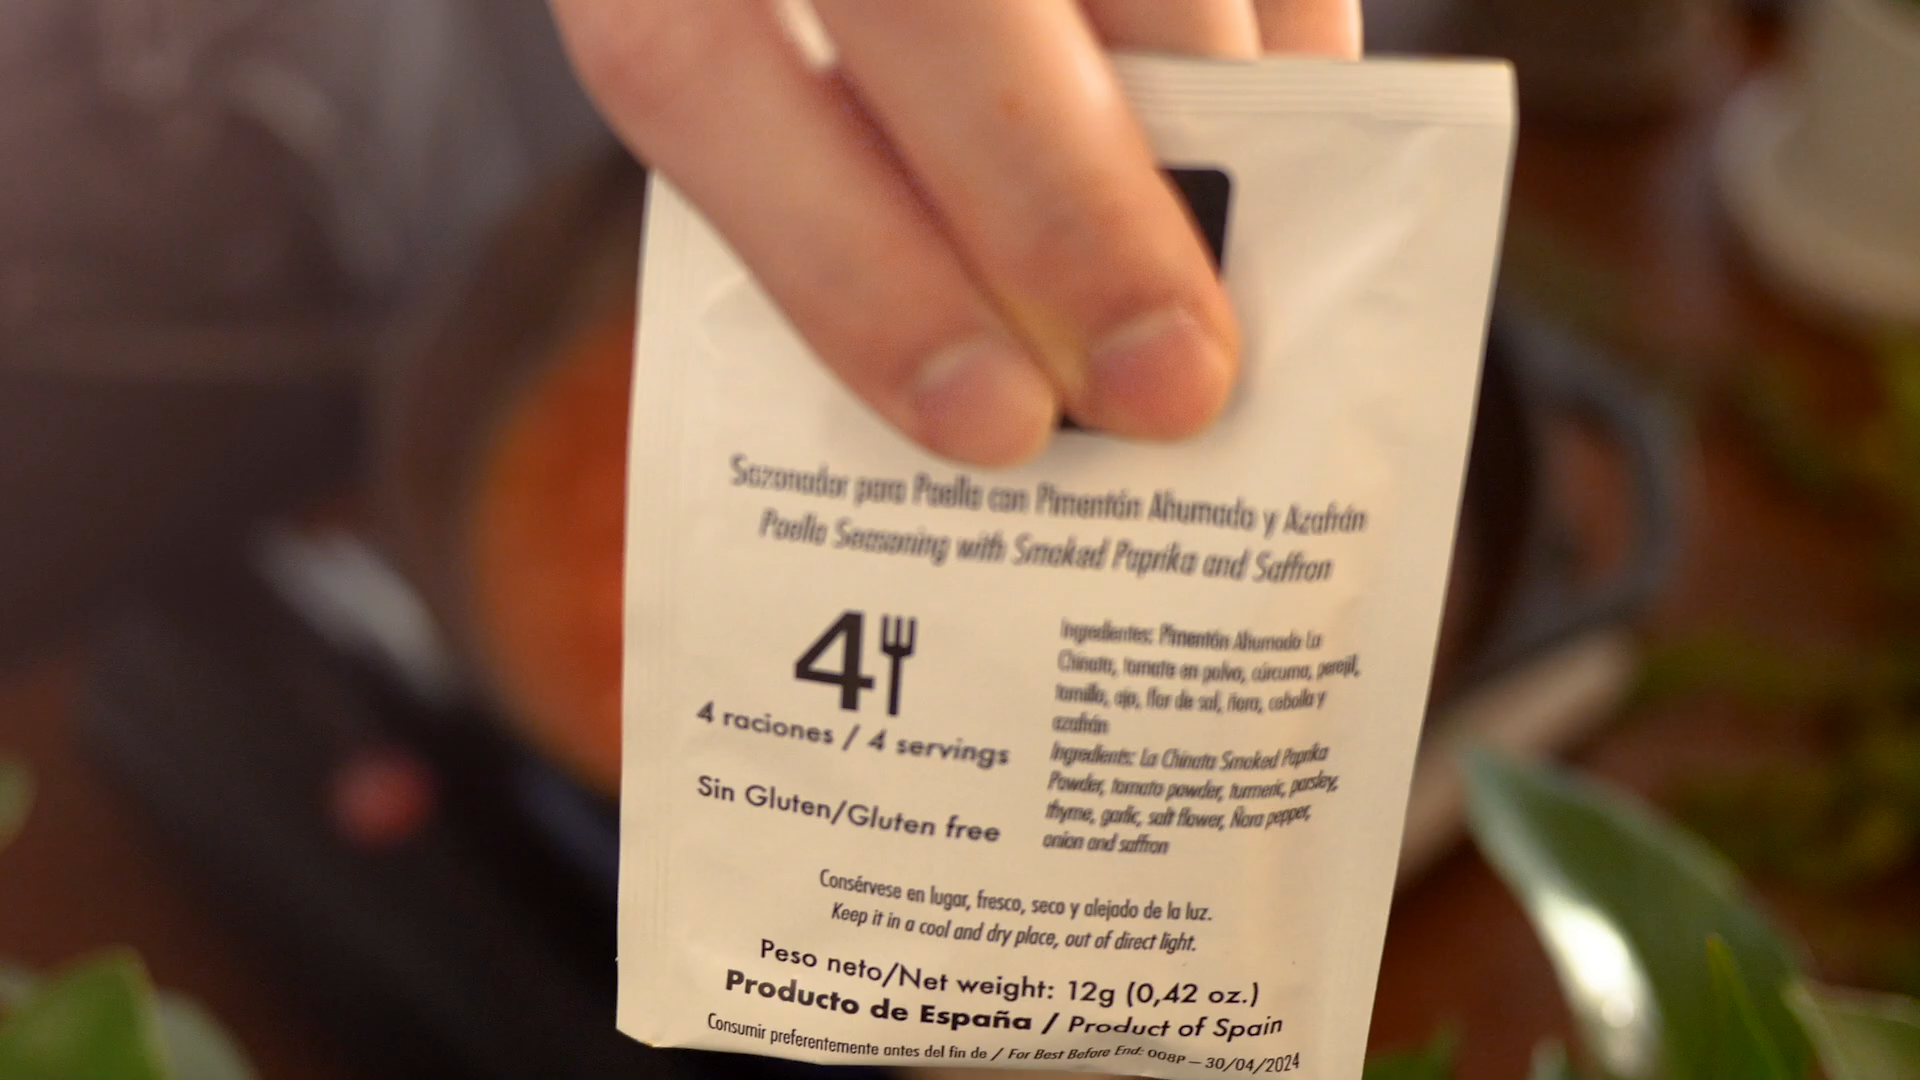 Sazonador para Paella con Pimentón Ahumado y Azafrán
Paella Seasoning with Smoked Paprika and Saffron
4
4 raciones / 4 servings
Sin Gluten/Gluten free
Ingredientes: Pimentón Ahumado La
Chinata, tomate en polvo, cúrcuma, perejil,
tomillo, ajo, flor de sal, ñora, cebolla y
azafrán
Ingredients: La Chinata Smoked Paprika
Powder, tomato powder, turmeric, parsley,
thyme, garlic, salt flower, Ñora pepper,
onion and saffron
Consérvese en lugar, fresco, seco y alejado de la luz.
Keep it in a cool and dry place, out of direct light.
Peso neto/Net weight: 12g (0,42 oz.)
Producto de España / Product of Spain
Consumir preferentemente antes del fin de / For Best Before End: 008P – 30/04/2024